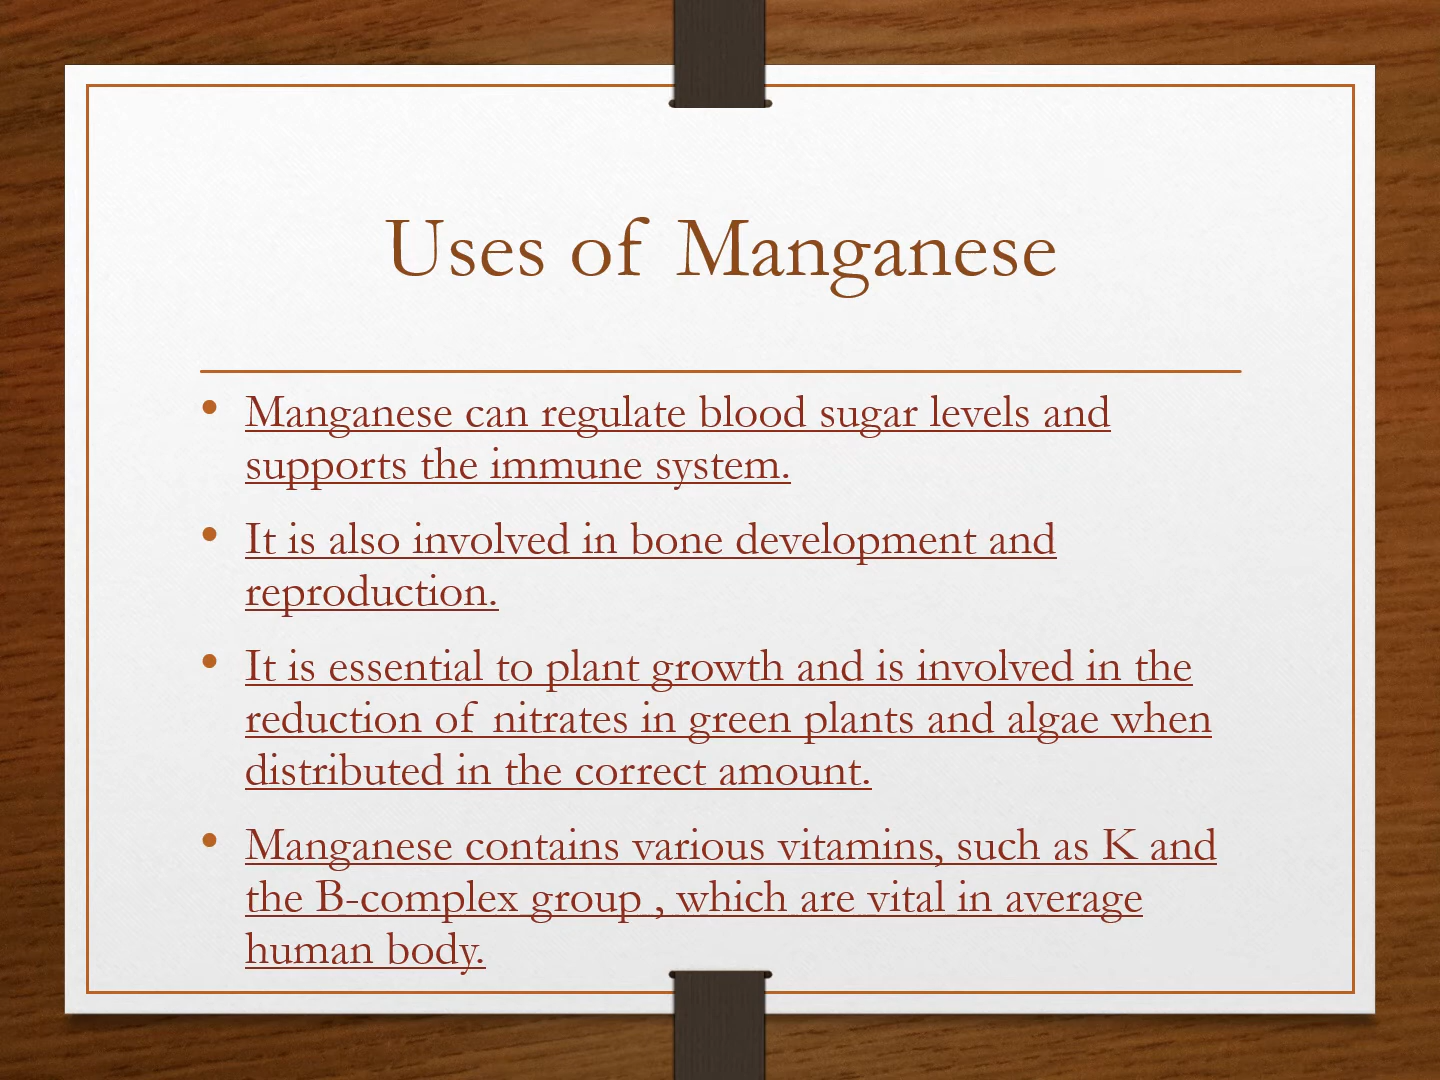 Uses of Manganese
• Manganese can regulate blood sugar levels and
supports the immune system.
• It is also involved in bone development and
reproduction.
• It is essential to plant growth and is involved in the
reduction of nitrates in green plants and algae when
distributed in the correct amount.
• Manganese contains various vitamins, such as K and
the B-complex group , which are vital in average
human body.